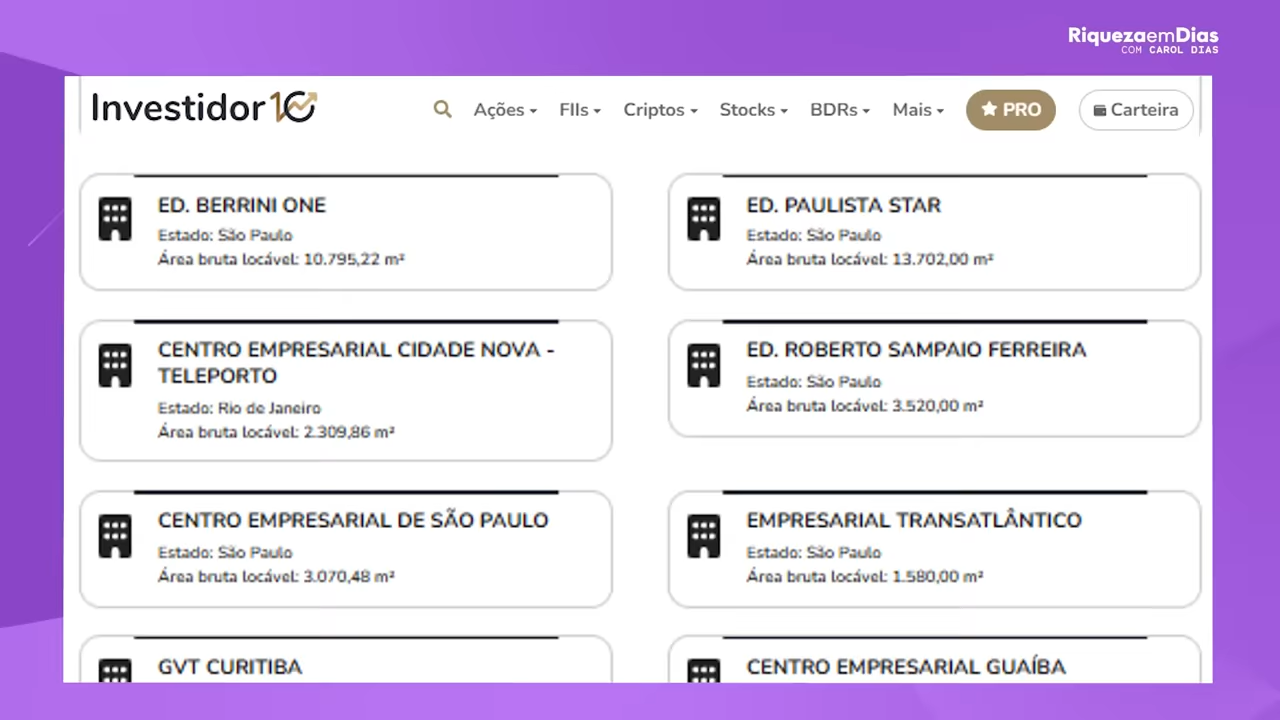 RiquezaemDias
COM CAROL DIAS
Investidor10
Ações
FIIs
Criptos
Stocks
BDRs
Mais
PRO
Carteira
ED. BERRINI ONE
Estado: São Paulo
Área bruta locável: 10.795,22 m²
ED. PAULISTA STAR
Estado: São Paulo
Área bruta locável: 13.702,00 m²
CENTRO EMPRESARIAL CIDADE NOVA -
TELEPORTO
Estado: Rio de Janeiro
Área bruta locável: 2.309,86 m²
ED. ROBERTO SAMPAIO FERREIRA
Estado: São Paulo
Área bruta locável: 3.520,00 m²
CENTRO EMPRESARIAL DE SÃO PAULO
Estado: São Paulo
Área bruta locável: 3.070,48 m²
EMPRESARIAL TRANSATLÂNTICO
Estado: São Paulo
Área bruta locável: 1.580,00 m²
GVT CURITIBA
CENTRO EMPRESARIAL GUAÍBA